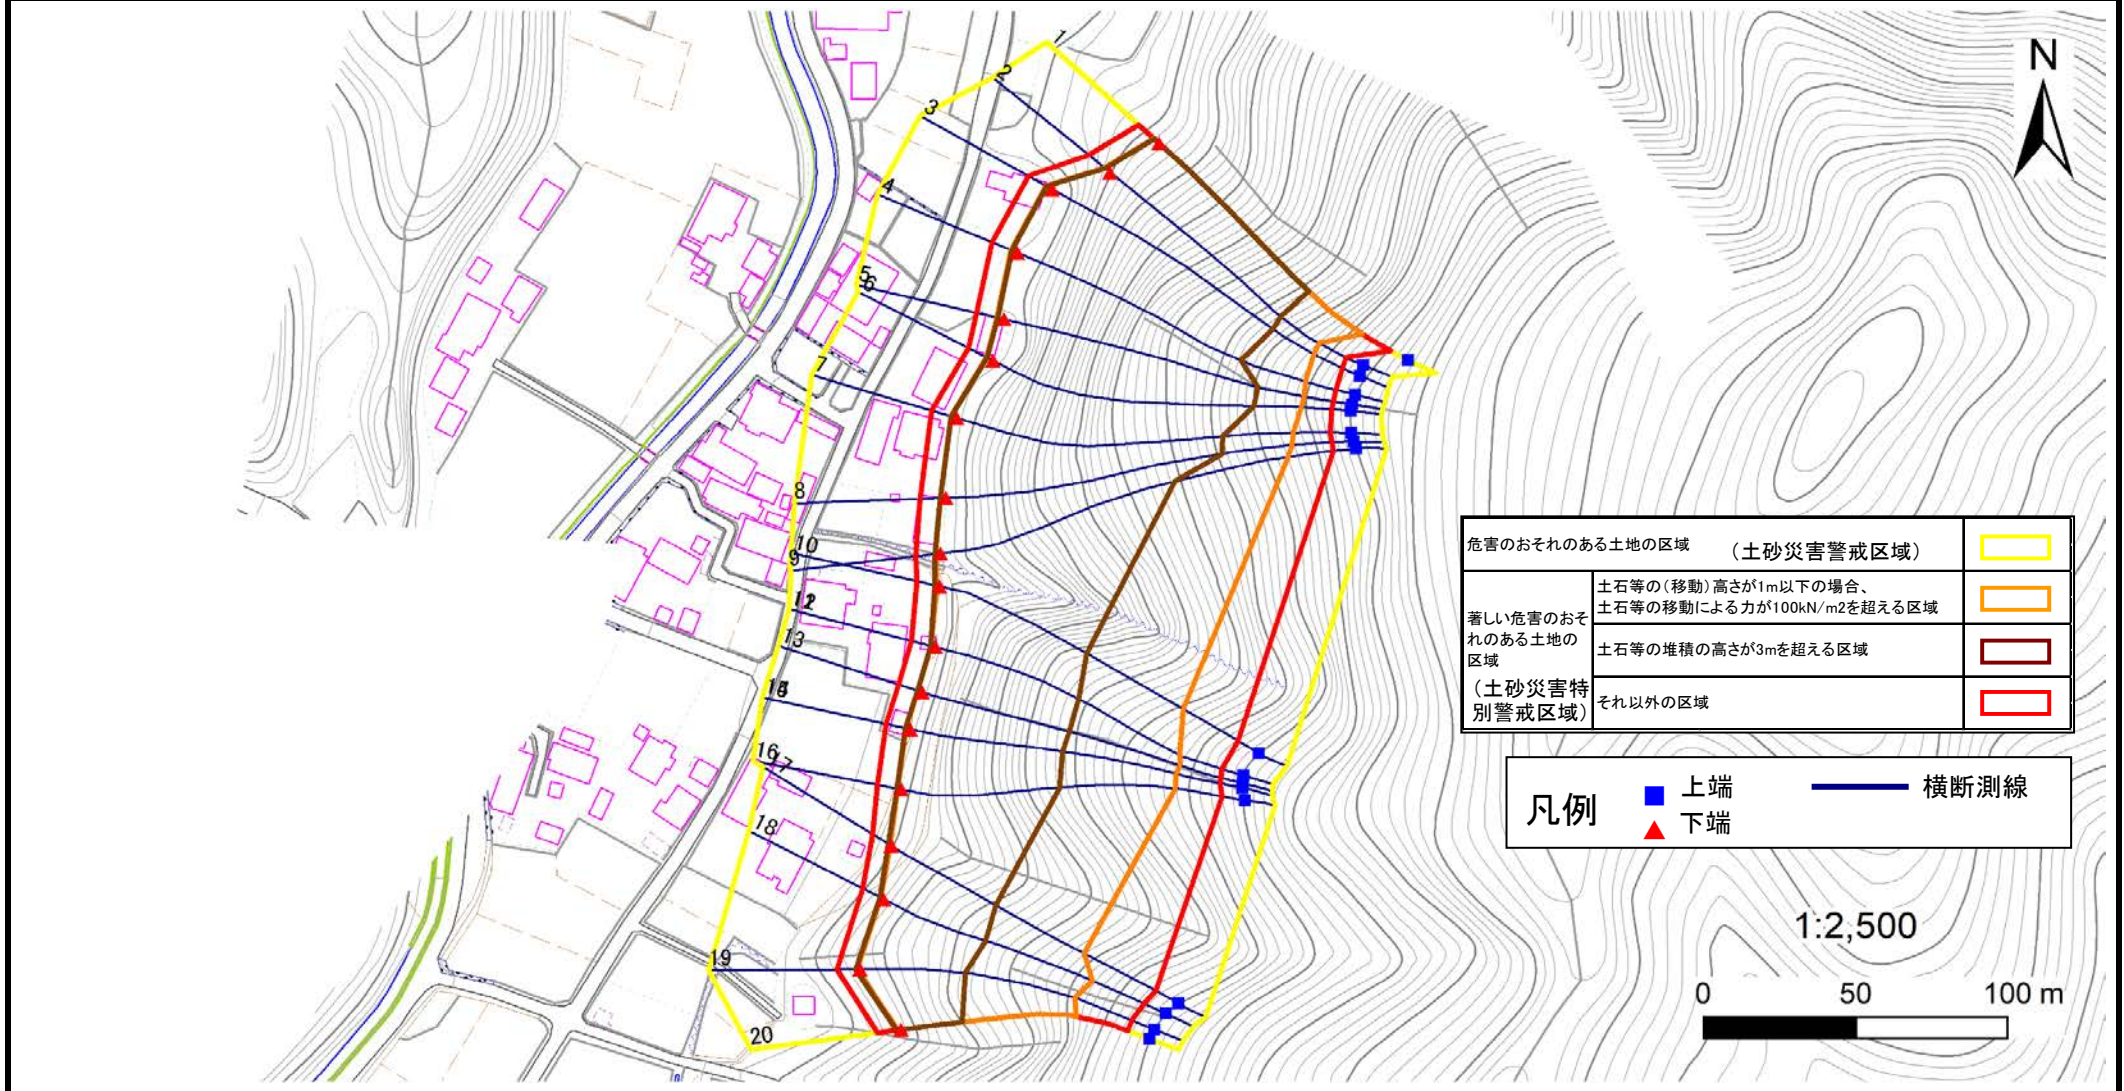 1
2
3
4
5
6
7
8
10
9
12
13
16
17
18
19
20
N
危害のおそれのある土地の区域 (土砂災害警戒区域)
著しい危害のおそ
れのある土地の
区域
(土砂災害特
別警戒区域)
土石等の(移動)高さが1m以下の場合、
土石等の移動による力が100kN/m2を超える区域
土石等の堆積の高さが3mを超える区域
それ以外の区域
凡例
上端
下端
横断測線
1:2,500
0 50 100 m